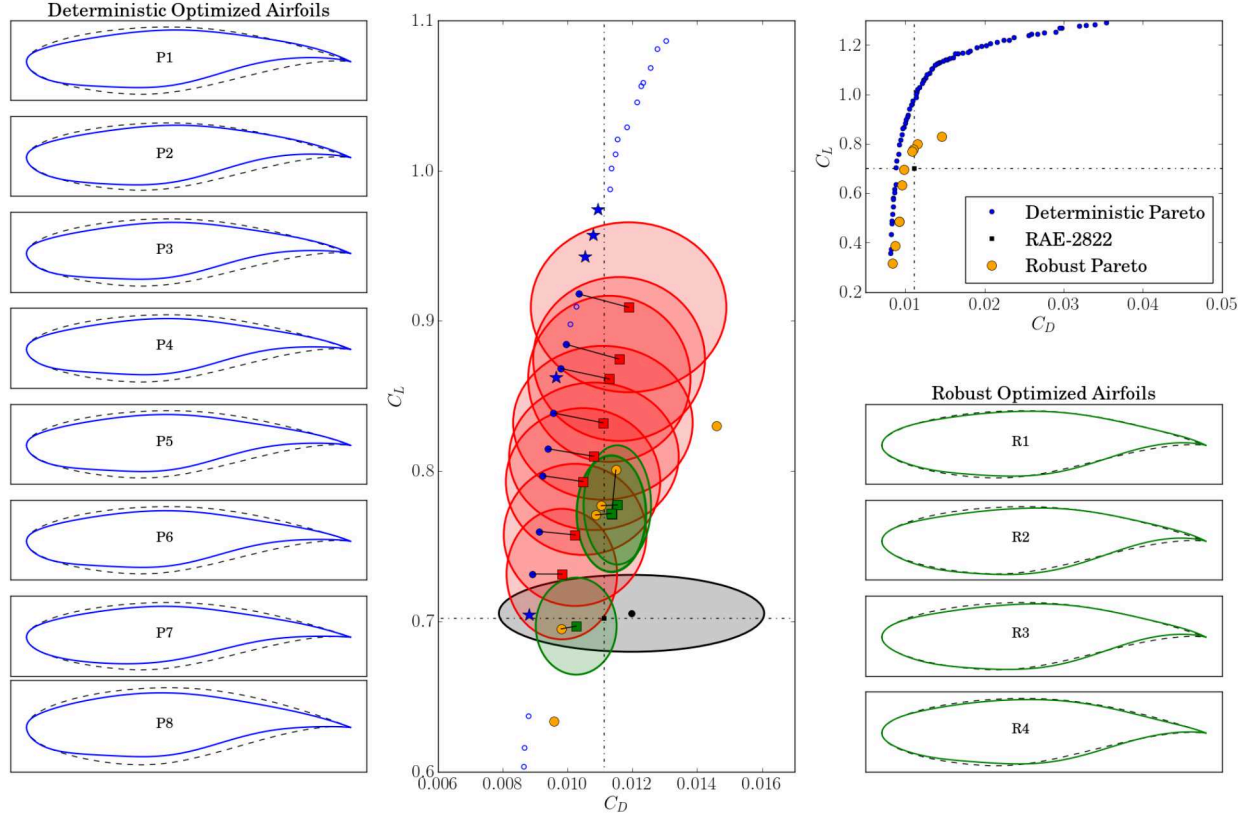 Deterministic Optimized Airfoils
P1
P2
P3
P4
P5
P6
P7
P8
1.1
1.0
0.9
0.8
0.7
0.6
C_L
0.006 0.008 0.010 0.012 0.014 0.016
C_D
1.2
1.0
0.8
0.6
0.4
0.2
C_L
Deterministic Pareto
RAE-2822
Robust Pareto
0.01 0.02 0.03 0.04 0.05
C_D
Robust Optimized Airfoils
R1
R2
R3
R4